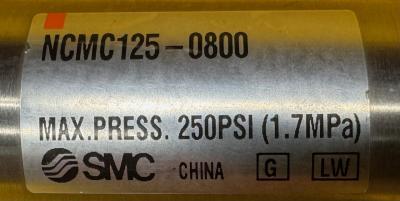 NCMC125-0800
MAX.PRESS. 250PSI (1.7MPa)
SMC CHINA G LW